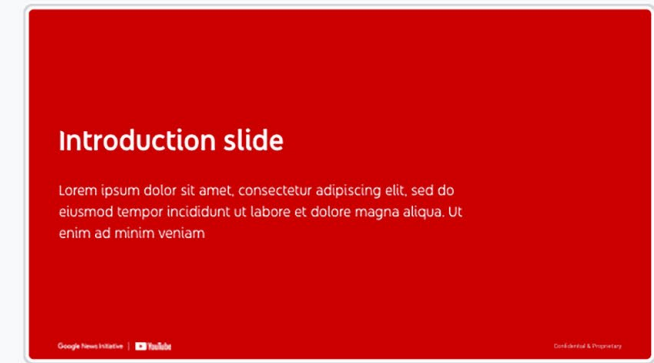 Introduction slide
Lorem ipsum dolor sit amet, consectetur adipiscing elit, sed do
eiusmod tempor incididunt ut labore et dolore magna aliqua. Ut
enim ad minim veniam
Google News Initiative | YouTube
Confidential & Proprietary